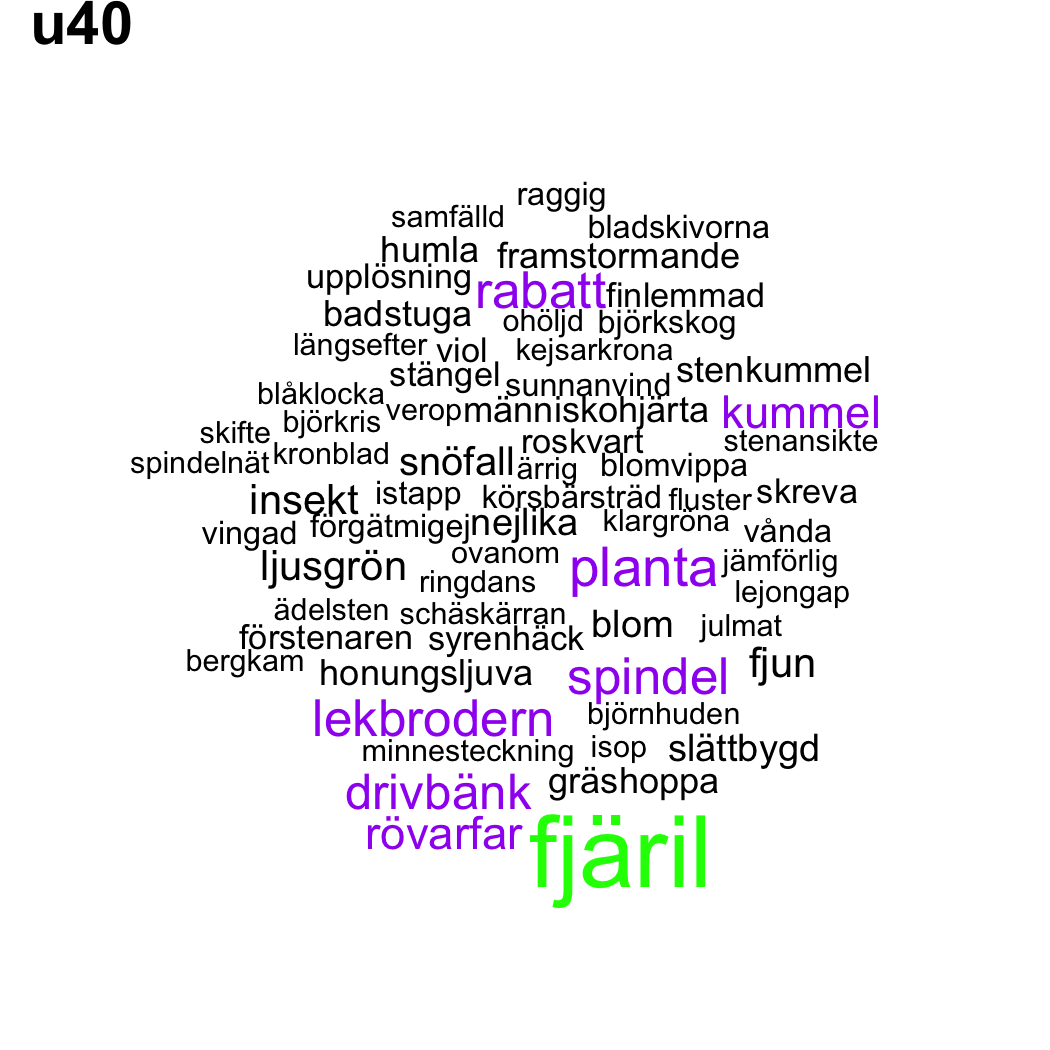 u40
raggig
samfälld bladskivorna
humla framstormande
upplösning rabatt finlemmad
badstuga ohöljd björkskog
längsefter viol kejsarkrona
stängel sunnanvind stenkummel
blåklocka björkris verop människohjärta kummel
skifte roskvart stenansikte
spindelnät kronblad snöfall ärrig blomvippa
insekt istapp körsbärsträd fluster skreva
vingad förgätmigej nejlika klargröna vånda
ljusgrön ovanom planta jämförlig
ringdans lejongap
ädelsten schäskärran blom julmat
förstenaren syrenhäck
bergkam honungsljuva spindel fjun
lekbrodern björnhuden
minnesteckning isop slättbygd
drivbänk gräshoppa
rövarfar fjäril